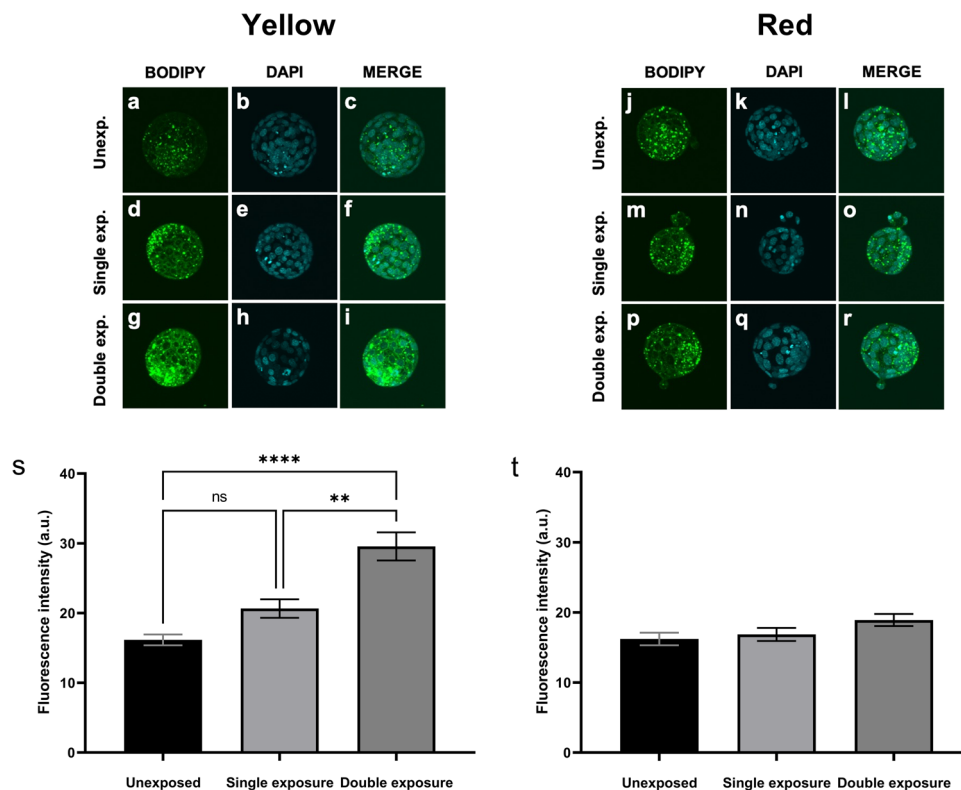 Yellow
Red
BODIPY DAPI MERGE
BODIPY DAPI MERGE
Unexp.
a b c
j k l
Single exp.
d e f
m n o
Double exp.
g h i
p q r
Unexp.
Single exp.
Double exp.
s
Fluorescence intensity (a.u.)
40
30
20
10
0
****
ns
**
Unexposed Single exposure Double exposure
t
Fluorescence intensity (a.u.)
40
30
20
10
0
Unexposed Single exposure Double exposure